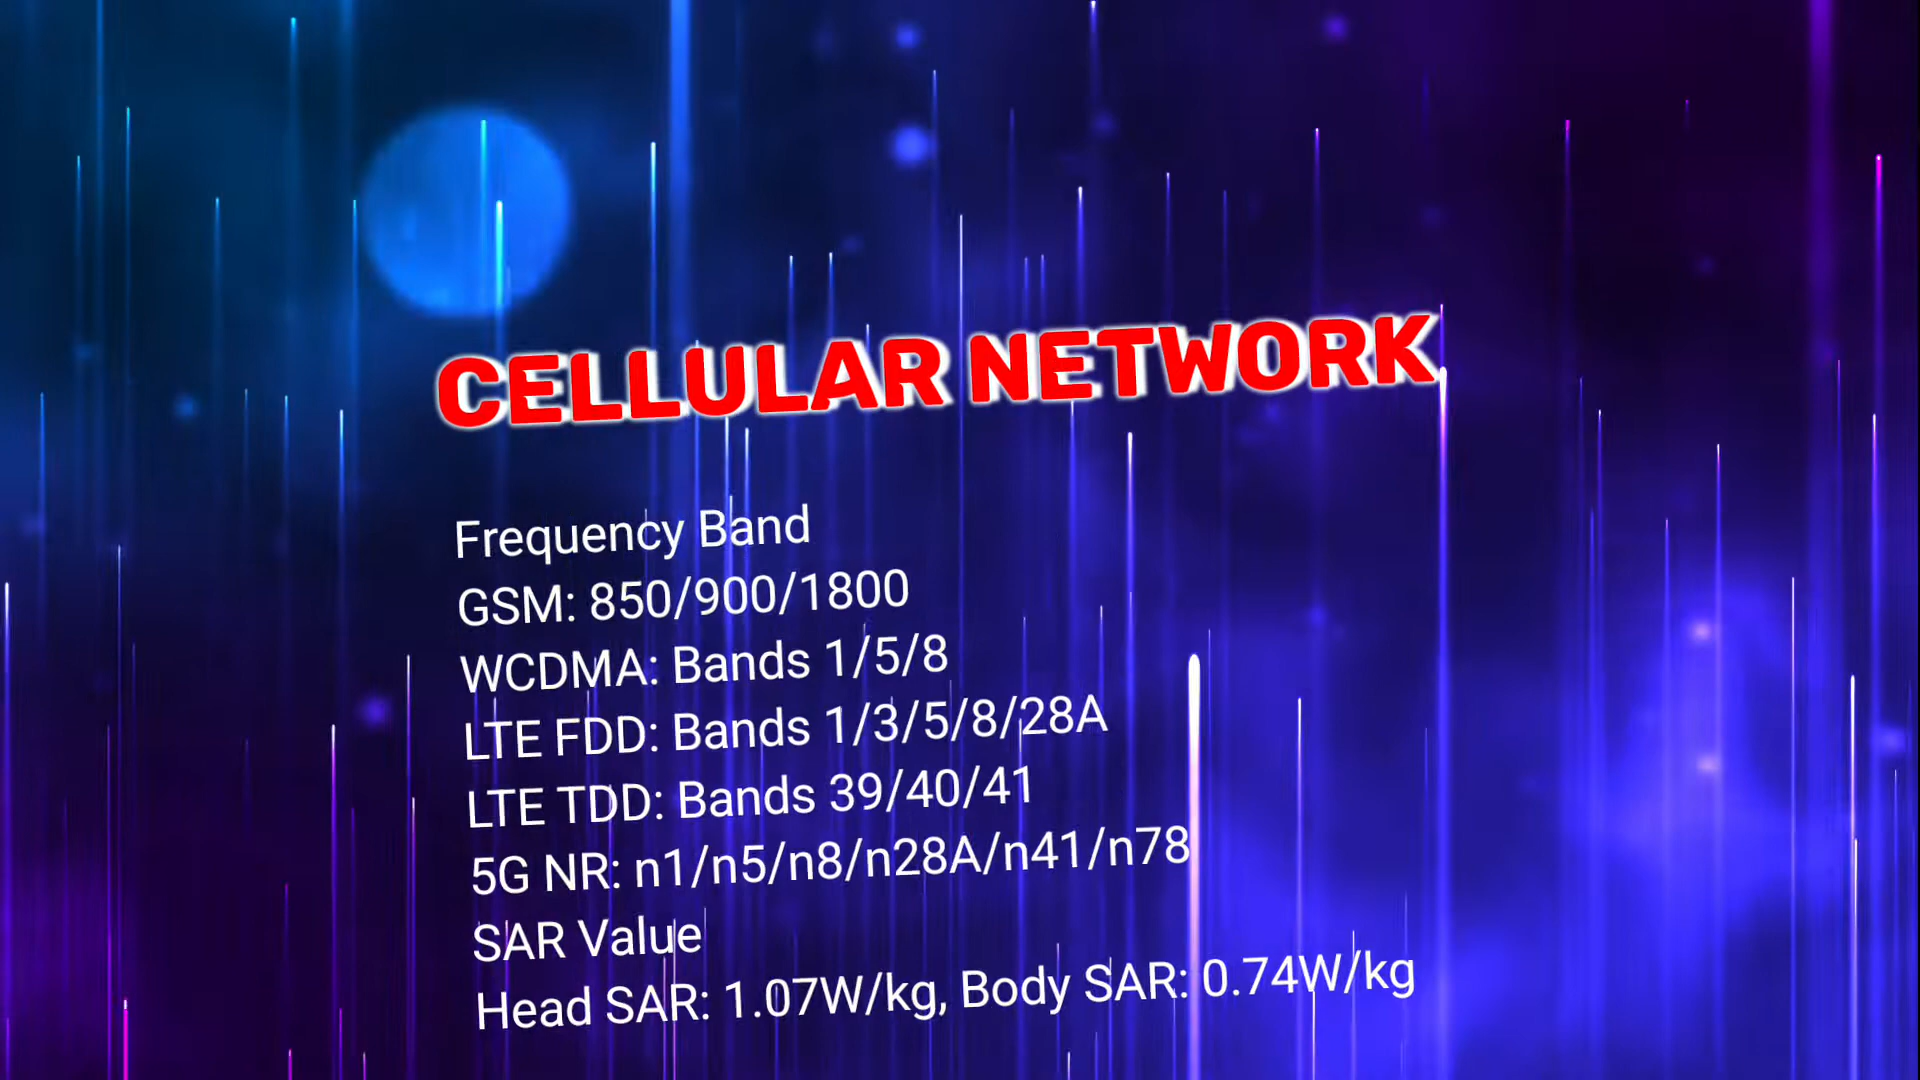 CELLULAR NETWORK
Frequency Band
GSM: 850/900/1800
WCDMA: Bands 1/5/8
LTE FDD: Bands 1/3/5/8/28A
LTE TDD: Bands 39/40/41
5G NR: n1/n5/n8/n28A/n41/n78
SAR Value
Head SAR: 1.07W/kg, Body SAR: 0.74W/kg